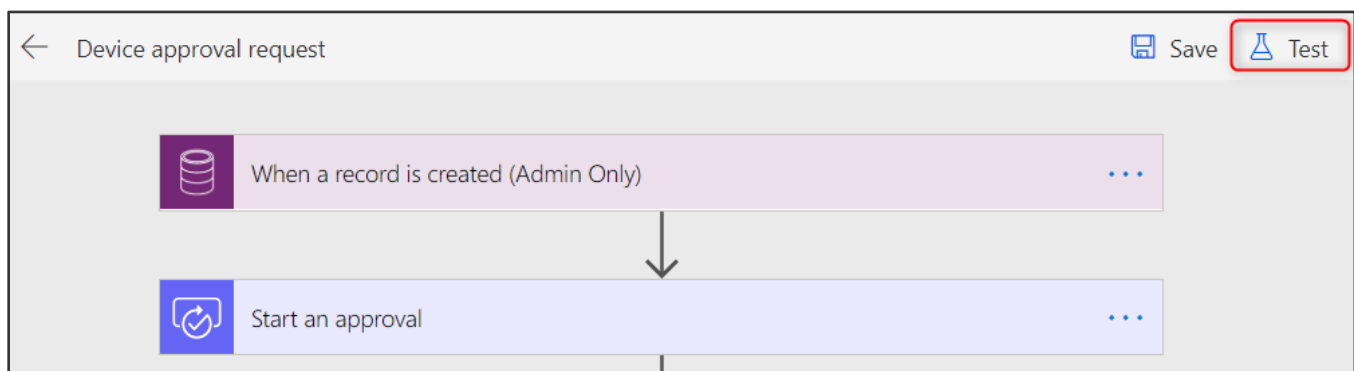 Device approval request
Save
Test
When a record is created (Admin Only)
Start an approval